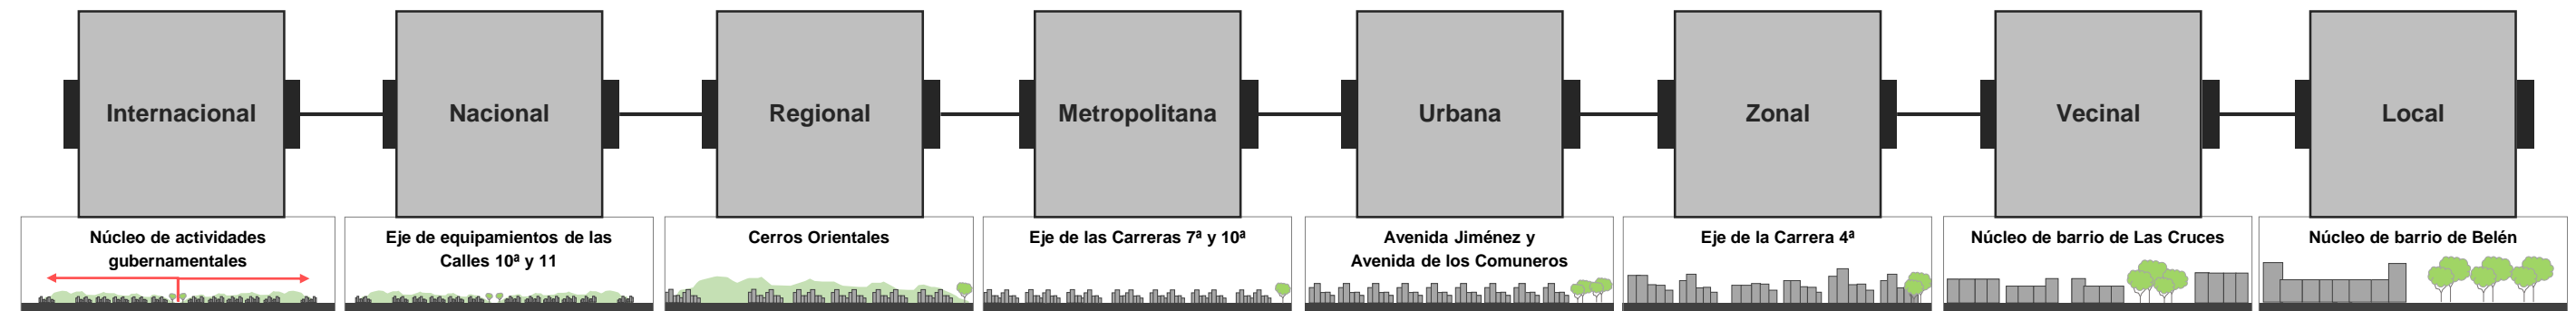 Internacional
Nacional
Regional
Metropolitana
Urbana
Zonal
Vecinal
Local
Núcleo de actividades
gubernamentales
Eje de equipamientos de las
Calles 10ª y 11
Cerros Orientales
Eje de las Carreras 7ª y 10ª
Avenida Jiménez y
Avenida de los Comuneros
Eje de la Carrera 4ª
Núcleo de barrio de Las Cruces
Núcleo de barrio de Belén